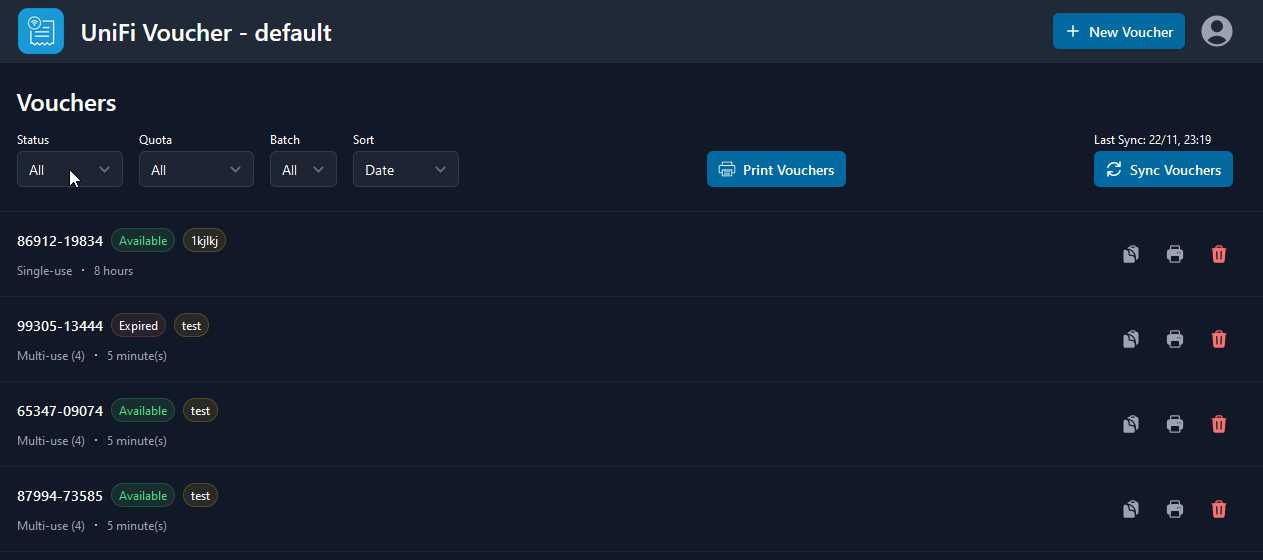 UniFi Voucher - default
New Voucher
Vouchers
Status Quota Batch Sort Last Sync: 22/11, 23:19
All All All Date Print Vouchers Sync Vouchers
86912-19834 Available 1kjlkj
Single-use · 8 hours
99305-13444 Expired test
Multi-use (4) · 5 minute(s)
65347-09074 Available test
Multi-use (4) · 5 minute(s)
87994-73585 Available test
Multi-use (4) · 5 minute(s)